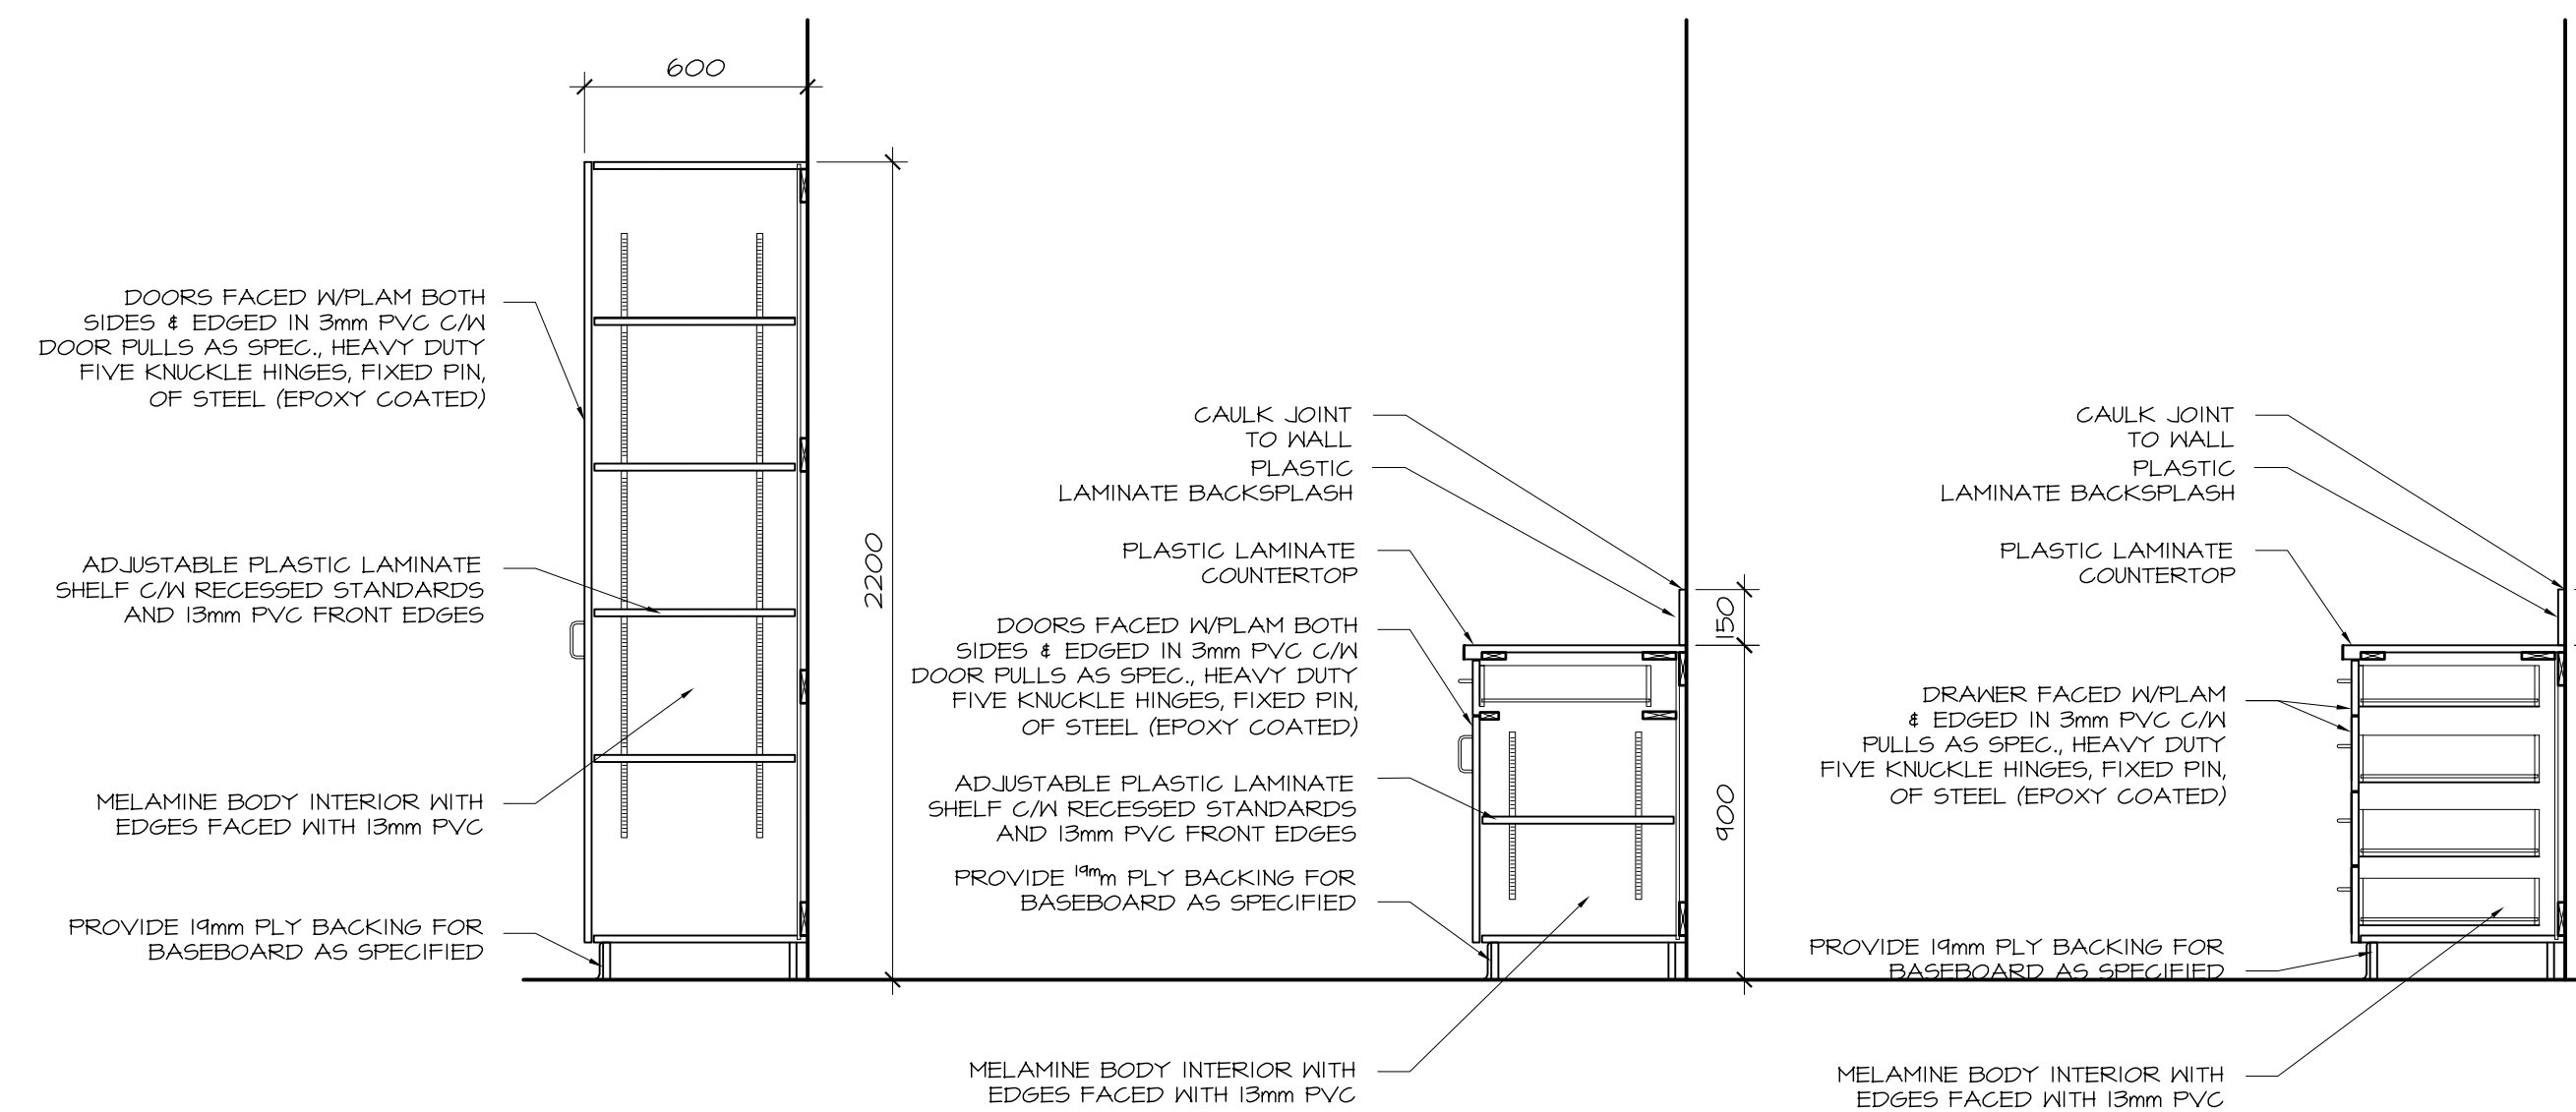 600
2200
DOORS FACED W/PLAM BOTH
SIDES & EDGED IN 3mm PVC C/W
DOOR PULLS AS SPEC., HEAVY DUTY
FIVE KNUCKLE HINGES, FIXED PIN,
OF STEEL (EPOXY COATED)
ADJUSTABLE PLASTIC LAMINATE
SHELF C/W RECESSED STANDARDS
AND 13mm PVC FRONT EDGES
MELAMINE BODY INTERIOR WITH
EDGES FACED WITH 13mm PVC
PROVIDE 19mm PLY BACKING FOR
BASEBOARD AS SPECIFIED
CAULK JOINT
TO WALL
PLASTIC
LAMINATE BACKSPLASH
PLASTIC LAMINATE
COUNTERTOP
DOORS FACED W/PLAM BOTH
SIDES & EDGED IN 3mm PVC C/W
DOOR PULLS AS SPEC., HEAVY DUTY
FIVE KNUCKLE HINGES, FIXED PIN,
OF STEEL (EPOXY COATED)
ADJUSTABLE PLASTIC LAMINATE
SHELF C/W RECESSED STANDARDS
AND 13mm PVC FRONT EDGES
PROVIDE 19mm PLY BACKING FOR
BASEBOARD AS SPECIFIED
MELAMINE BODY INTERIOR WITH
EDGES FACED WITH 13mm PVC
150
900
CAULK JOINT
TO WALL
PLASTIC
LAMINATE BACKSPLASH
PLASTIC LAMINATE
COUNTERTOP
DRAWER FACED W/PLAM
& EDGED IN 3mm PVC C/W
PULLS AS SPEC., HEAVY DUTY
FIVE KNUCKLE HINGES, FIXED PIN,
OF STEEL (EPOXY COATED)
PROVIDE 19mm PLY BACKING FOR
BASEBOARD AS SPECIFIED
MELAMINE BODY INTERIOR WITH
EDGES FACED WITH 13mm PVC